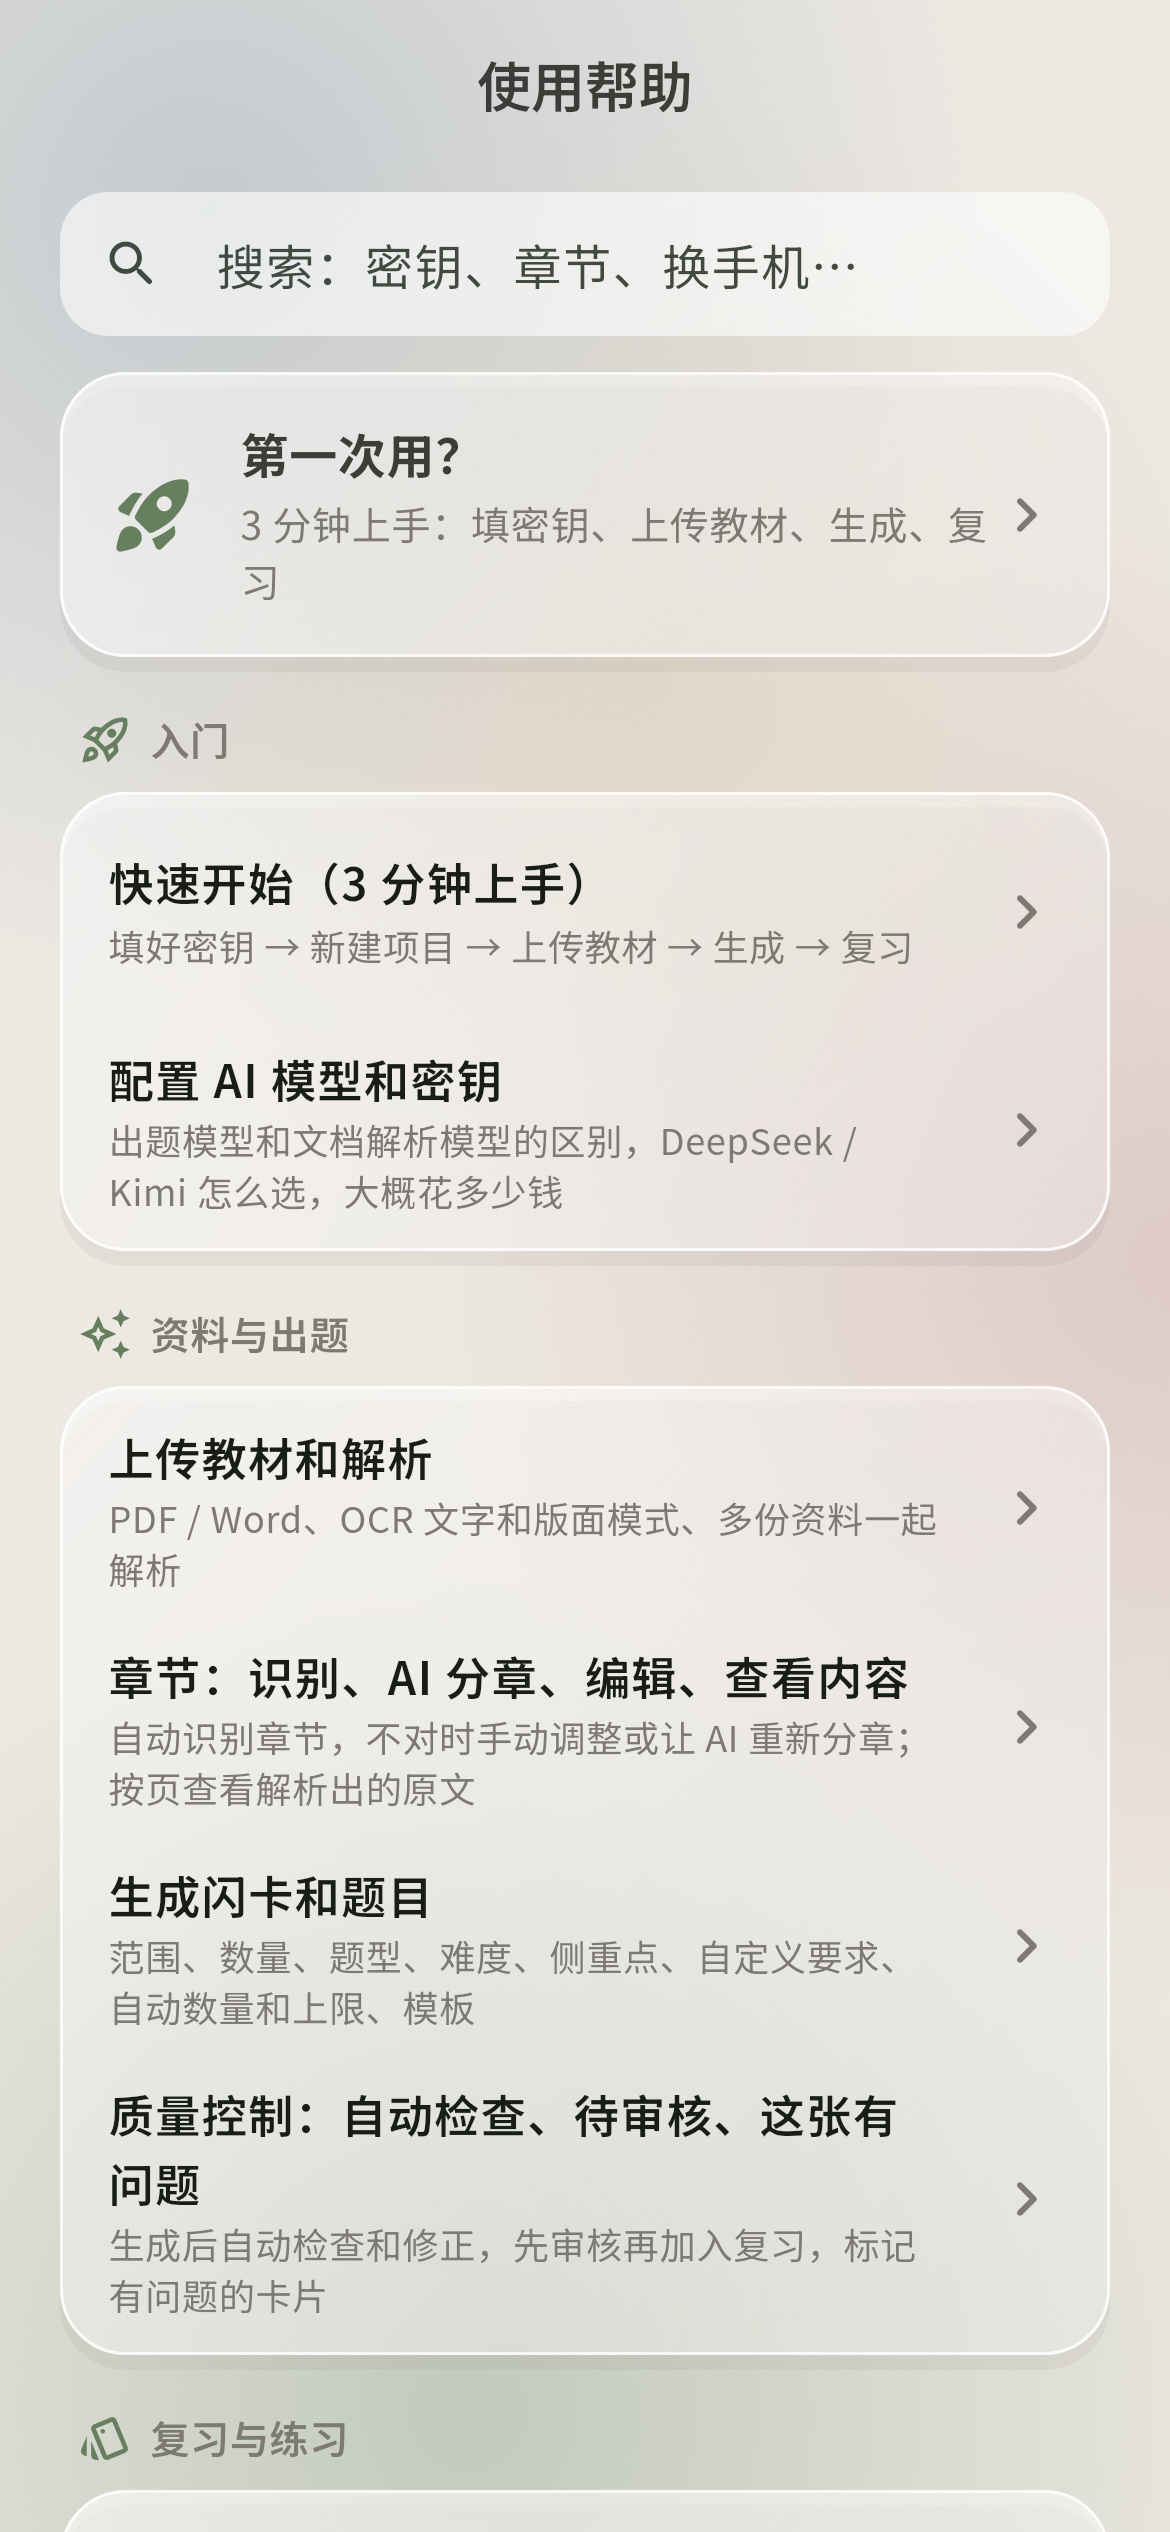 使用帮助
搜索：密钥、章节、换手机…
第一次用？
3 分钟上手：填密钥、上传教材、生成、复
习
入门
快速开始（3 分钟上手）
填好密钥 → 新建项目 → 上传教材 → 生成 → 复习
配置 AI 模型和密钥
出题模型和文档解析模型的区别，DeepSeek /
Kimi 怎么选，大概花多少钱
资料与出题
上传教材和解析
PDF / Word、OCR 文字和版面模式、多份资料一起
解析
章节：识别、AI 分章、编辑、查看内容
自动识别章节，不对时手动调整或让 AI 重新分章；
按页查看解析出的原文
生成闪卡和题目
范围、数量、题型、难度、侧重点、自定义要求、
自动数量和上限、模板
质量控制：自动检查、待审核、这张有
问题
生成后自动检查和修正，先审核再加入复习，标记
有问题的卡片
复习与练习